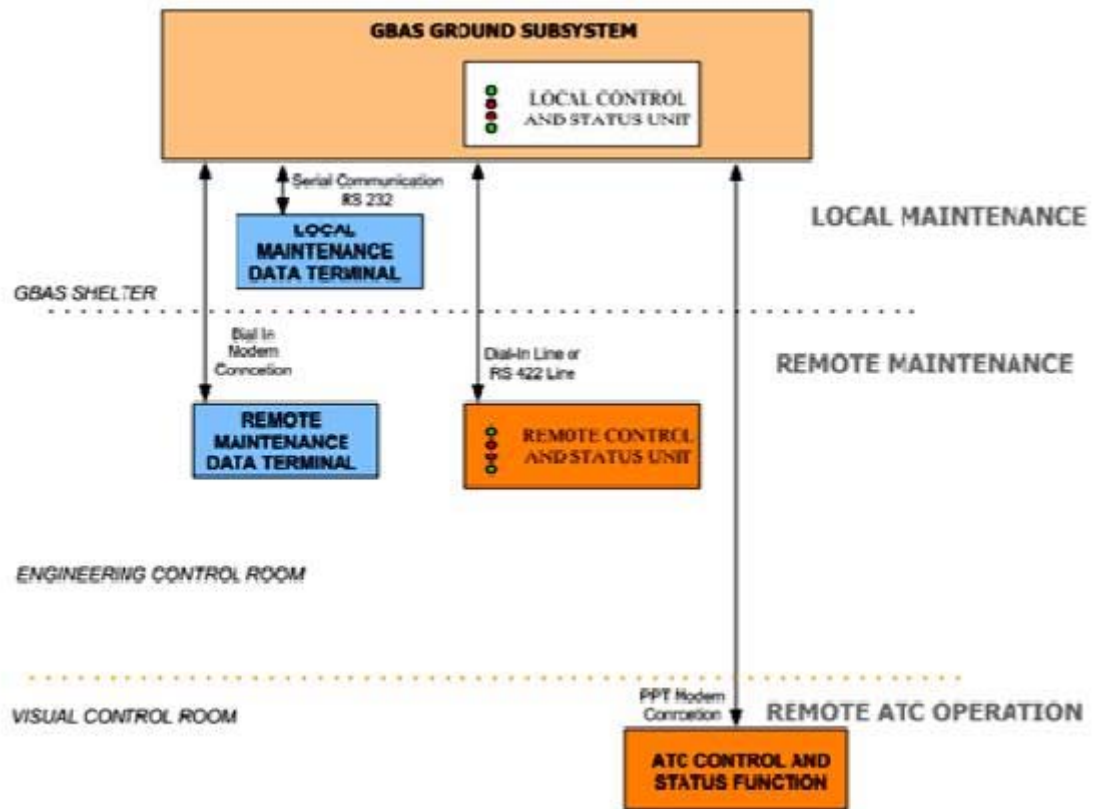 GBAS GROUND SUBSYSTEM
LOCAL CONTROL
AND STATUS UNIT
Serial Communication
RS 232
LOCAL
MAINTENANCE
DATA TERMINAL
LOCAL MAINTENANCE
GBAS SHELTER
Dial In
Modem
Conncetion
Dial-In Line or
RS 422 Line
REMOTE MAINTENANCE
REMOTE
MAINTENANCE
DATA TERMINAL
REMOTE CONTROL
AND STATUS UNIT
ENGINEERING CONTROL ROOM
VISUAL CONTROL ROOM
PPT Modem
Conncetion
REMOTE ATC OPERATION
ATC CONTROL AND
STATUS FUNCTION